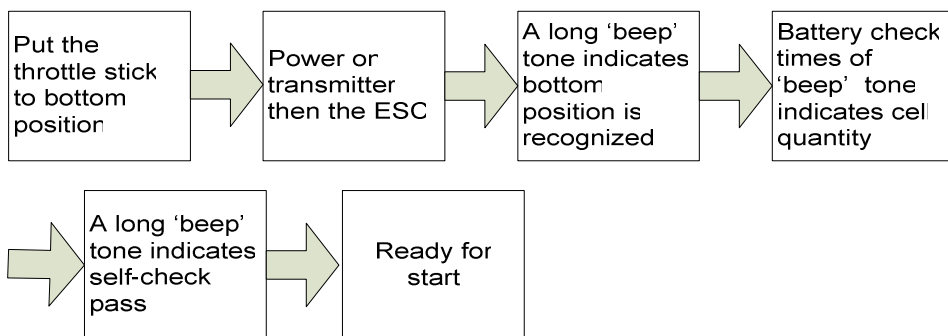 Put the
throttle stick
to bottom
position
Power on
transmitter
then the ESC
A long ‘beep’
tone indicates
bottom
position is
recognized
Battery check
times of
‘beep’ tone
indicates cell
quantity
A long ‘beep’
tone indicates
self-check
pass
Ready for
start